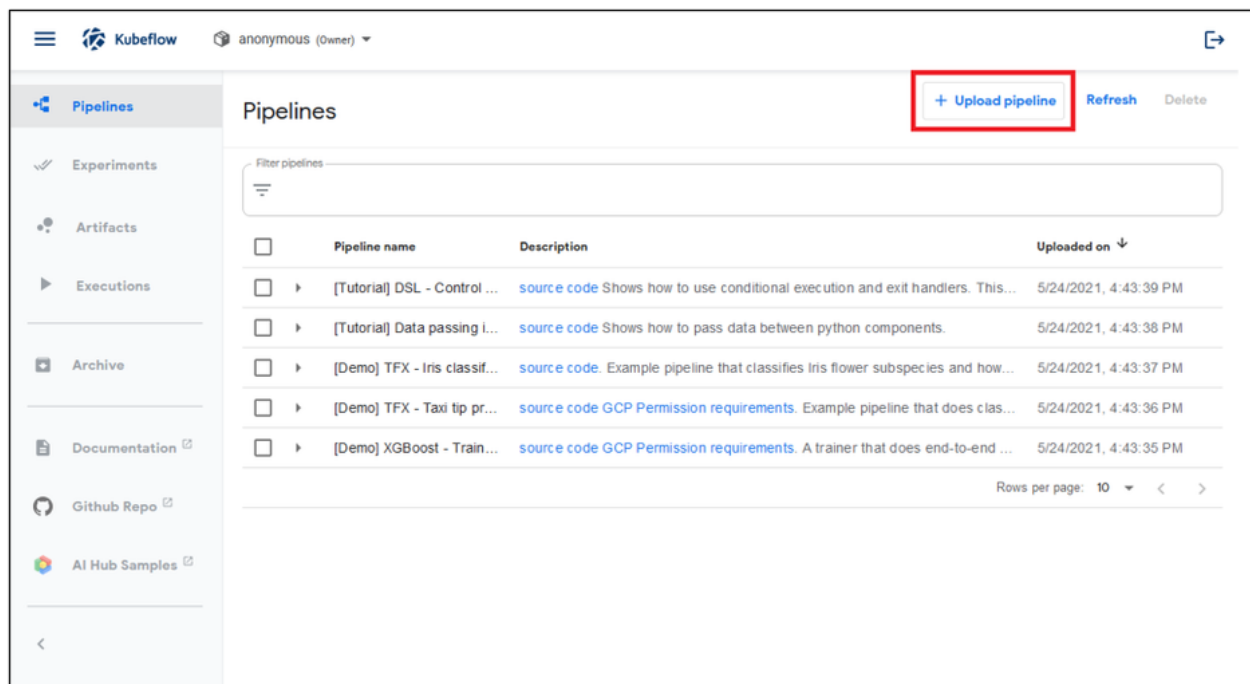 Kubeflow anonymous (Owner)
Pipelines
Experiments
Artifacts
Executions
Archive
Documentation
Github Repo
AI Hub Samples
Pipelines
+ Upload pipeline Refresh Delete
Filter pipelines
Pipeline name Description Uploaded on
[Tutorial] DSL - Control ... source code Shows how to use conditional execution and exit handlers. This... 5/24/2021, 4:43:39 PM
[Tutorial] Data passing i... source code Shows how to pass data between python components. 5/24/2021, 4:43:38 PM
[Demo] TFX - Iris classif... source code. Example pipeline that classifies Iris flower subspecies and how... 5/24/2021, 4:43:37 PM
[Demo] TFX - Taxi tip pr... source code GCP Permission requirements. Example pipeline that does clas... 5/24/2021, 4:43:36 PM
[Demo] XGBoost - Train... source code GCP Permission requirements. A trainer that does end-to-end ... 5/24/2021, 4:43:35 PM
Rows per page: 10